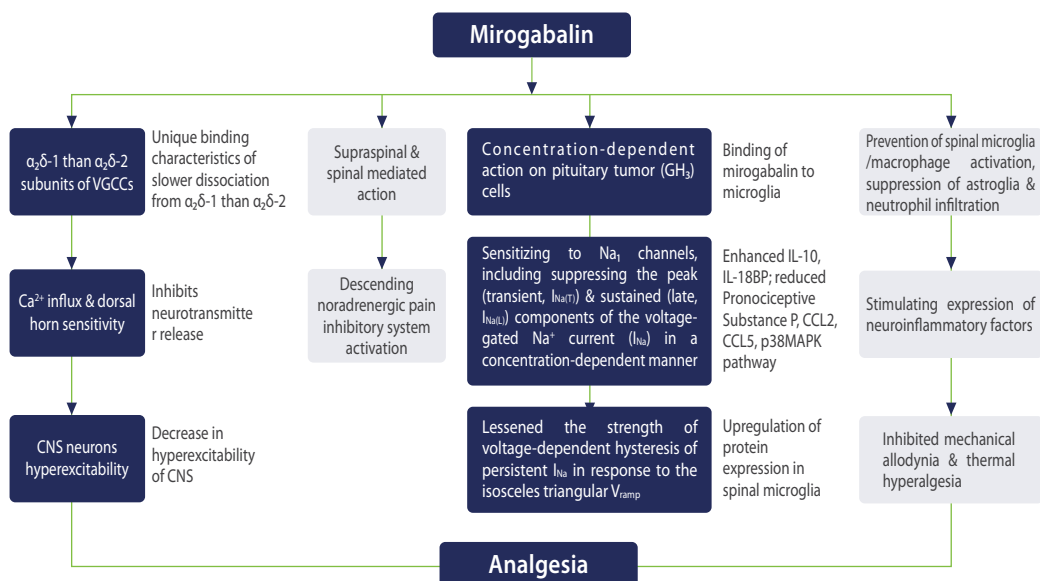 Mirogabalin
α₂δ-1 than α₂δ-2
subunits of VGCCs
Unique binding
characteristics of
slower dissociation
from α₂δ-1 than α₂δ-2
Supraspinal &
spinal mediated
action
Concentration-dependent
action on pituitary tumor (GH₃)
cells
Binding of
mirogabalin to
microglia
Prevention of spinal microglia
/macrophage activation,
suppression of astroglia &
neutrophil infiltration
Ca²⁺ influx & dorsal
horn sensitivity
Inhibits
neurotransmitte
r release
Descending
noradrenergic pain
inhibitory system
activation
Sensitizing to Na₁ channels,
including suppressing the peak
(transient, I_Na(T)) & sustained (late,
I_Na(L)) components of the voltage-
gated Na⁺ current (I_Na) in a
concentration-dependent manner
Enhanced IL-10,
IL-18BP; reduced
Pronociceptive
Substance P, CCL2,
CCL5, p38MAPK
pathway
Stimulating expression of
neuroinflammatory factors
CNS neurons
hyperexcitability
Decrease in
hyperexcitability
of CNS
Lessened the strength of
voltage-dependent hysteresis of
persistent I_Na in response to the
isosceles triangular V_ramp
Upregulation of
protein
expression in
spinal microglia
Inhibited mechanical
allodynia & thermal
hyperalgesia
Analgesia